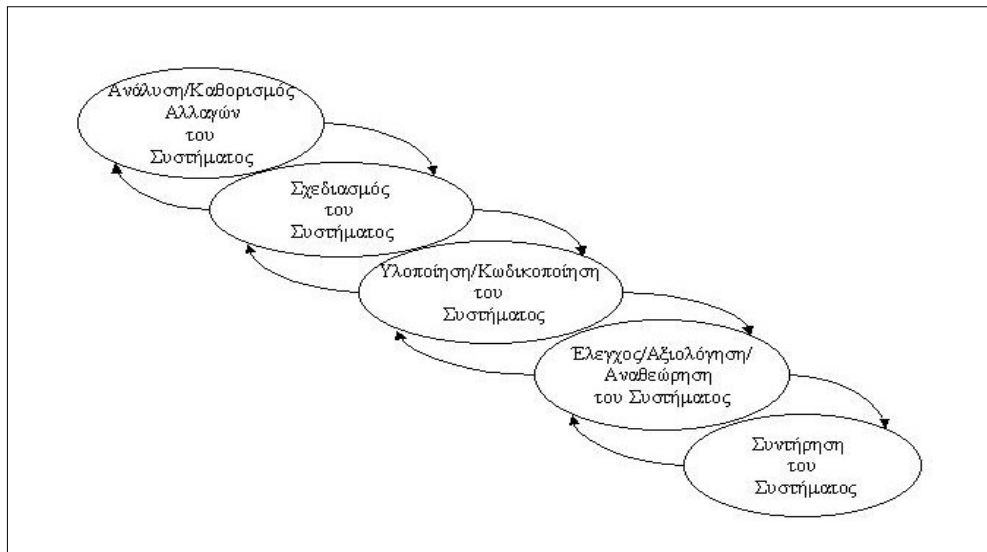 Ανάλυση/Καθορισμός
Αλλαγών
του
Συστήματος
Σχεδιασμός
του
Συστήματος
Υλοποίηση/Κωδικοποίηση
του
Συστήματος
Έλεγχος/Αξιολόγηση/
Αναθεώρηση
του Συστήματος
Συντήρηση
του
Συστήματος